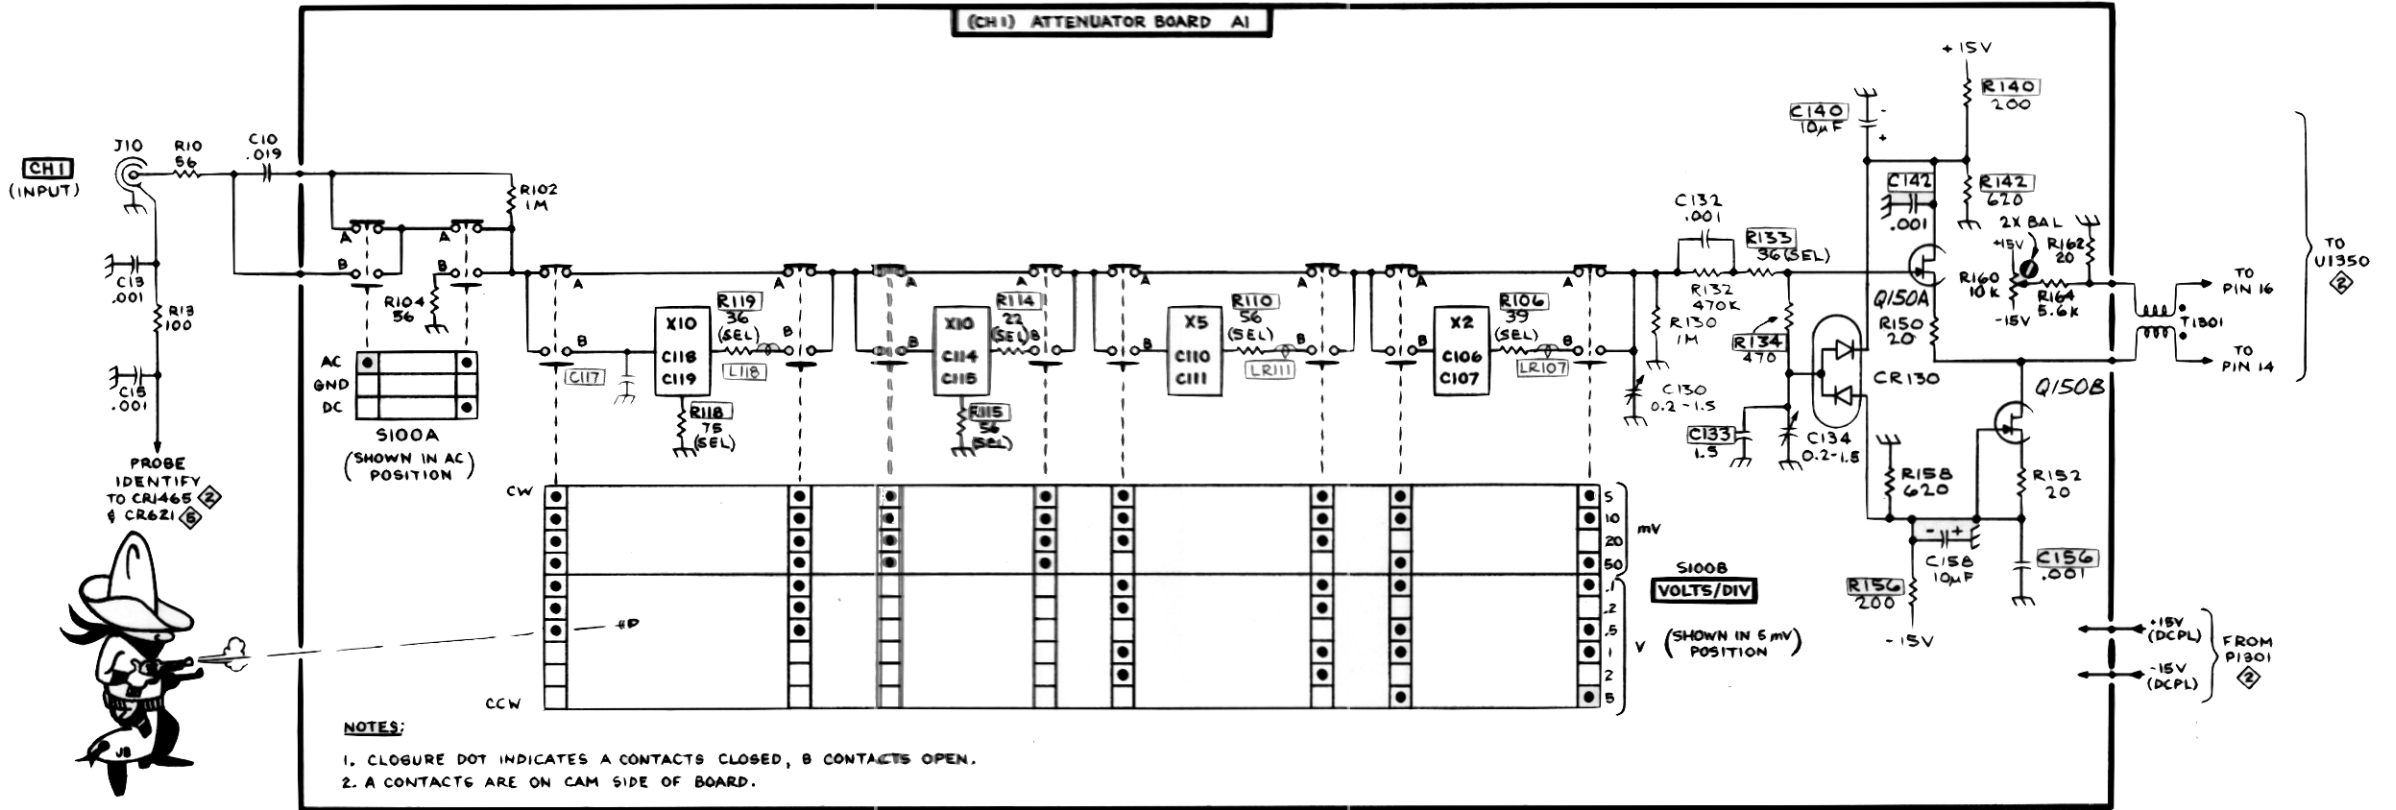 (CH1) ATTENUATOR BOARD A1
CH1
(INPUT)
J10
R10
56
C10
.019
C13
.001
R13
100
C15
.001
PROBE
IDENTIFY
TO CR1465 2
& CR621 5
R102
1M
A
A
B
B
R104
56
AC
GND
DC
S100A
(SHOWN IN AC)
POSITION
A
A
B
B
C117
X10
C118
C119
R119
36
(SEL)
L118
R118
75
(SEL)
A
A
B
B
X10
C114
C115
R114
22
(SEL)
R115
56
(SEL)
A
A
B
B
X5
C110
C111
R110
56
(SEL)
LR111
A
A
B
B
X2
C106
C107
R106
39
(SEL)
LR107
C130
0.2-1.5
R130
1M
C132
.001
R132
470K
R133
36(SEL)
R134
470
C133
1.5
C134
0.2-1.5
CR130
C140
10µF
-
+
+15V
R140
200
C142
.001
R142
620
Q150A
R150
20
2X BAL
+15V
R160
10K
-15V
R162
20
R164
5.6K
T1301
TO
PIN 16
TO
PIN 14
TO
U1350
2
Q150B
R158
620
R152
20
- +
C158
10µF
C156
.001
R156
200
-15V
+15V
(DCPL)
-15V
(DCPL)
FROM
P1301
2
CW
CCW
5
10
20
50
mV
.1
.2
.5
1
2
5
V
S100B
VOLTS/DIV
(SHOWN IN 5 mV)
POSITION
JB
NOTES:
1. CLOSURE DOT INDICATES A CONTACTS CLOSED, B CONTACTS OPEN.
2. A CONTACTS ARE ON CAM SIDE OF BOARD.